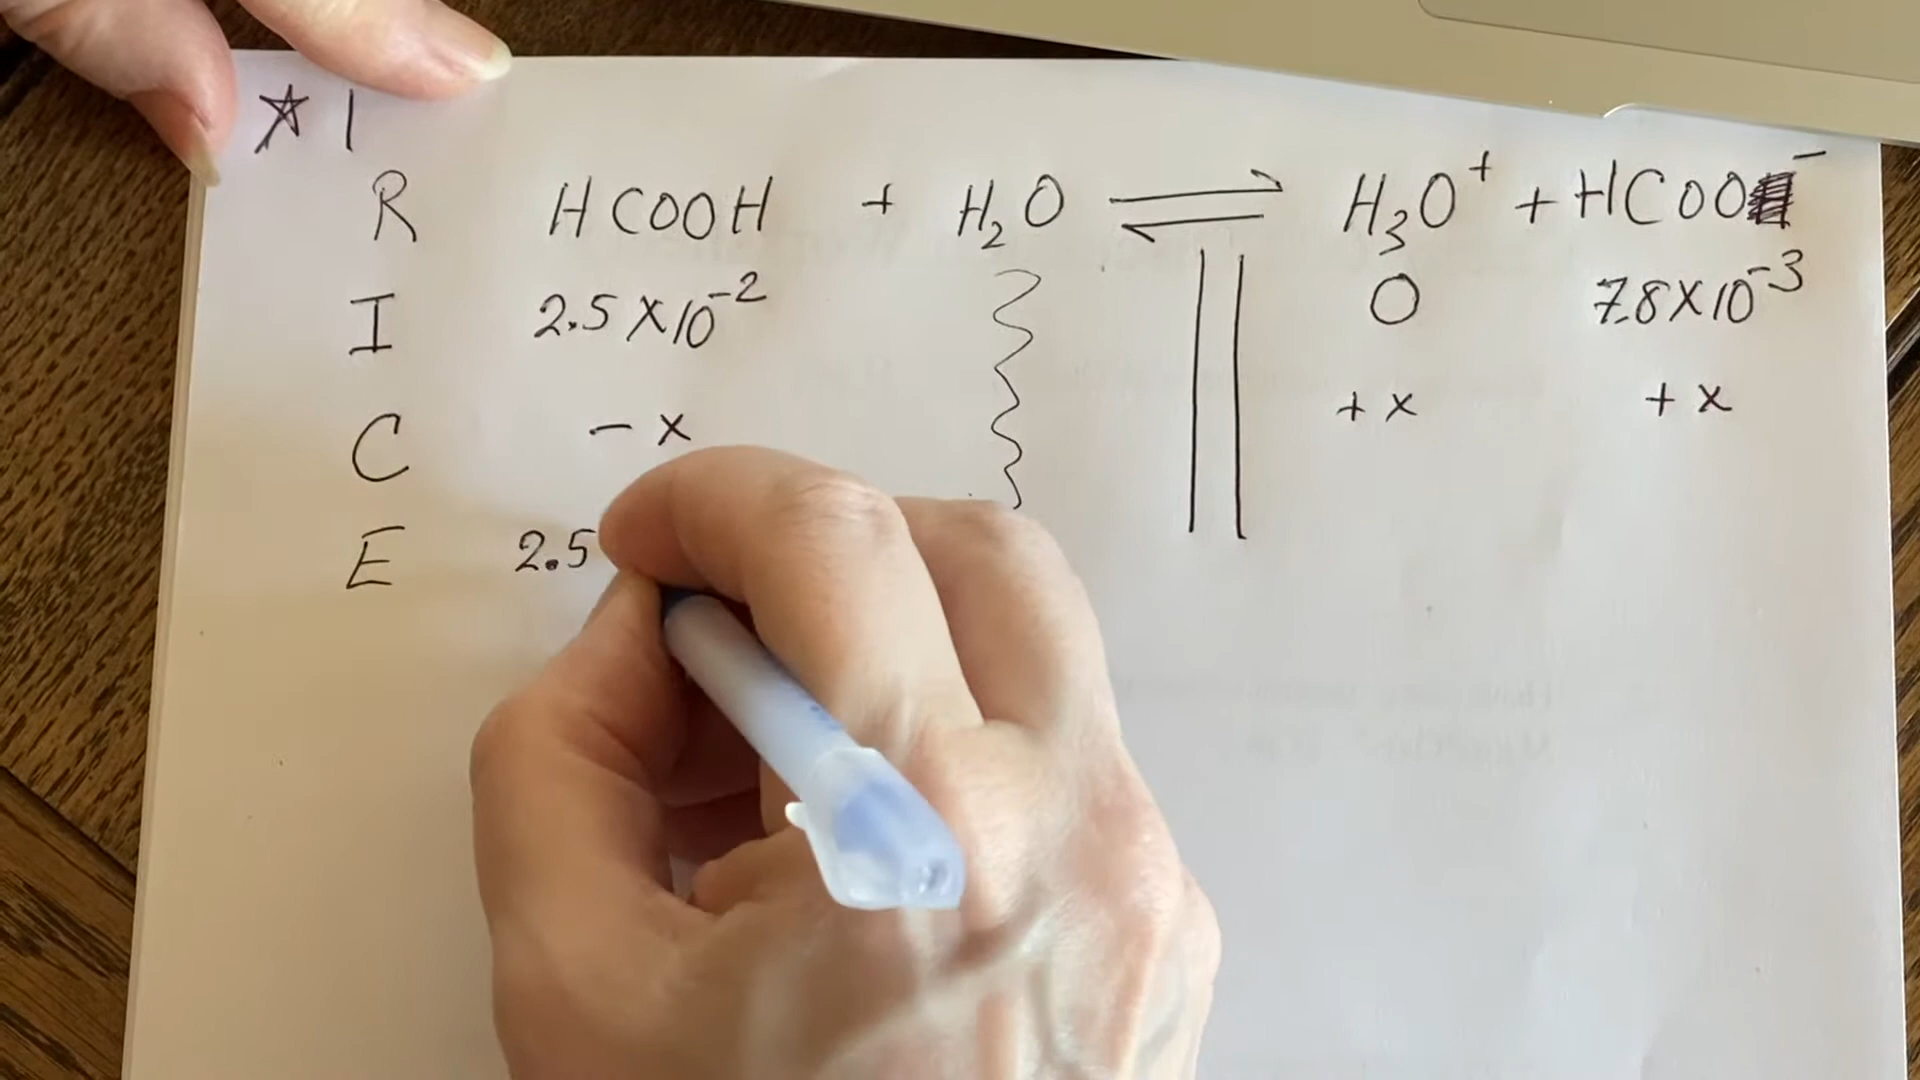 ☆ 1
R HCOOH + H₂O ⇌ H₃O⁺ + HCOO⁻
I 2.5 X 10⁻² 0 7.8 X 10⁻³
C - x + x + x
E 2.5